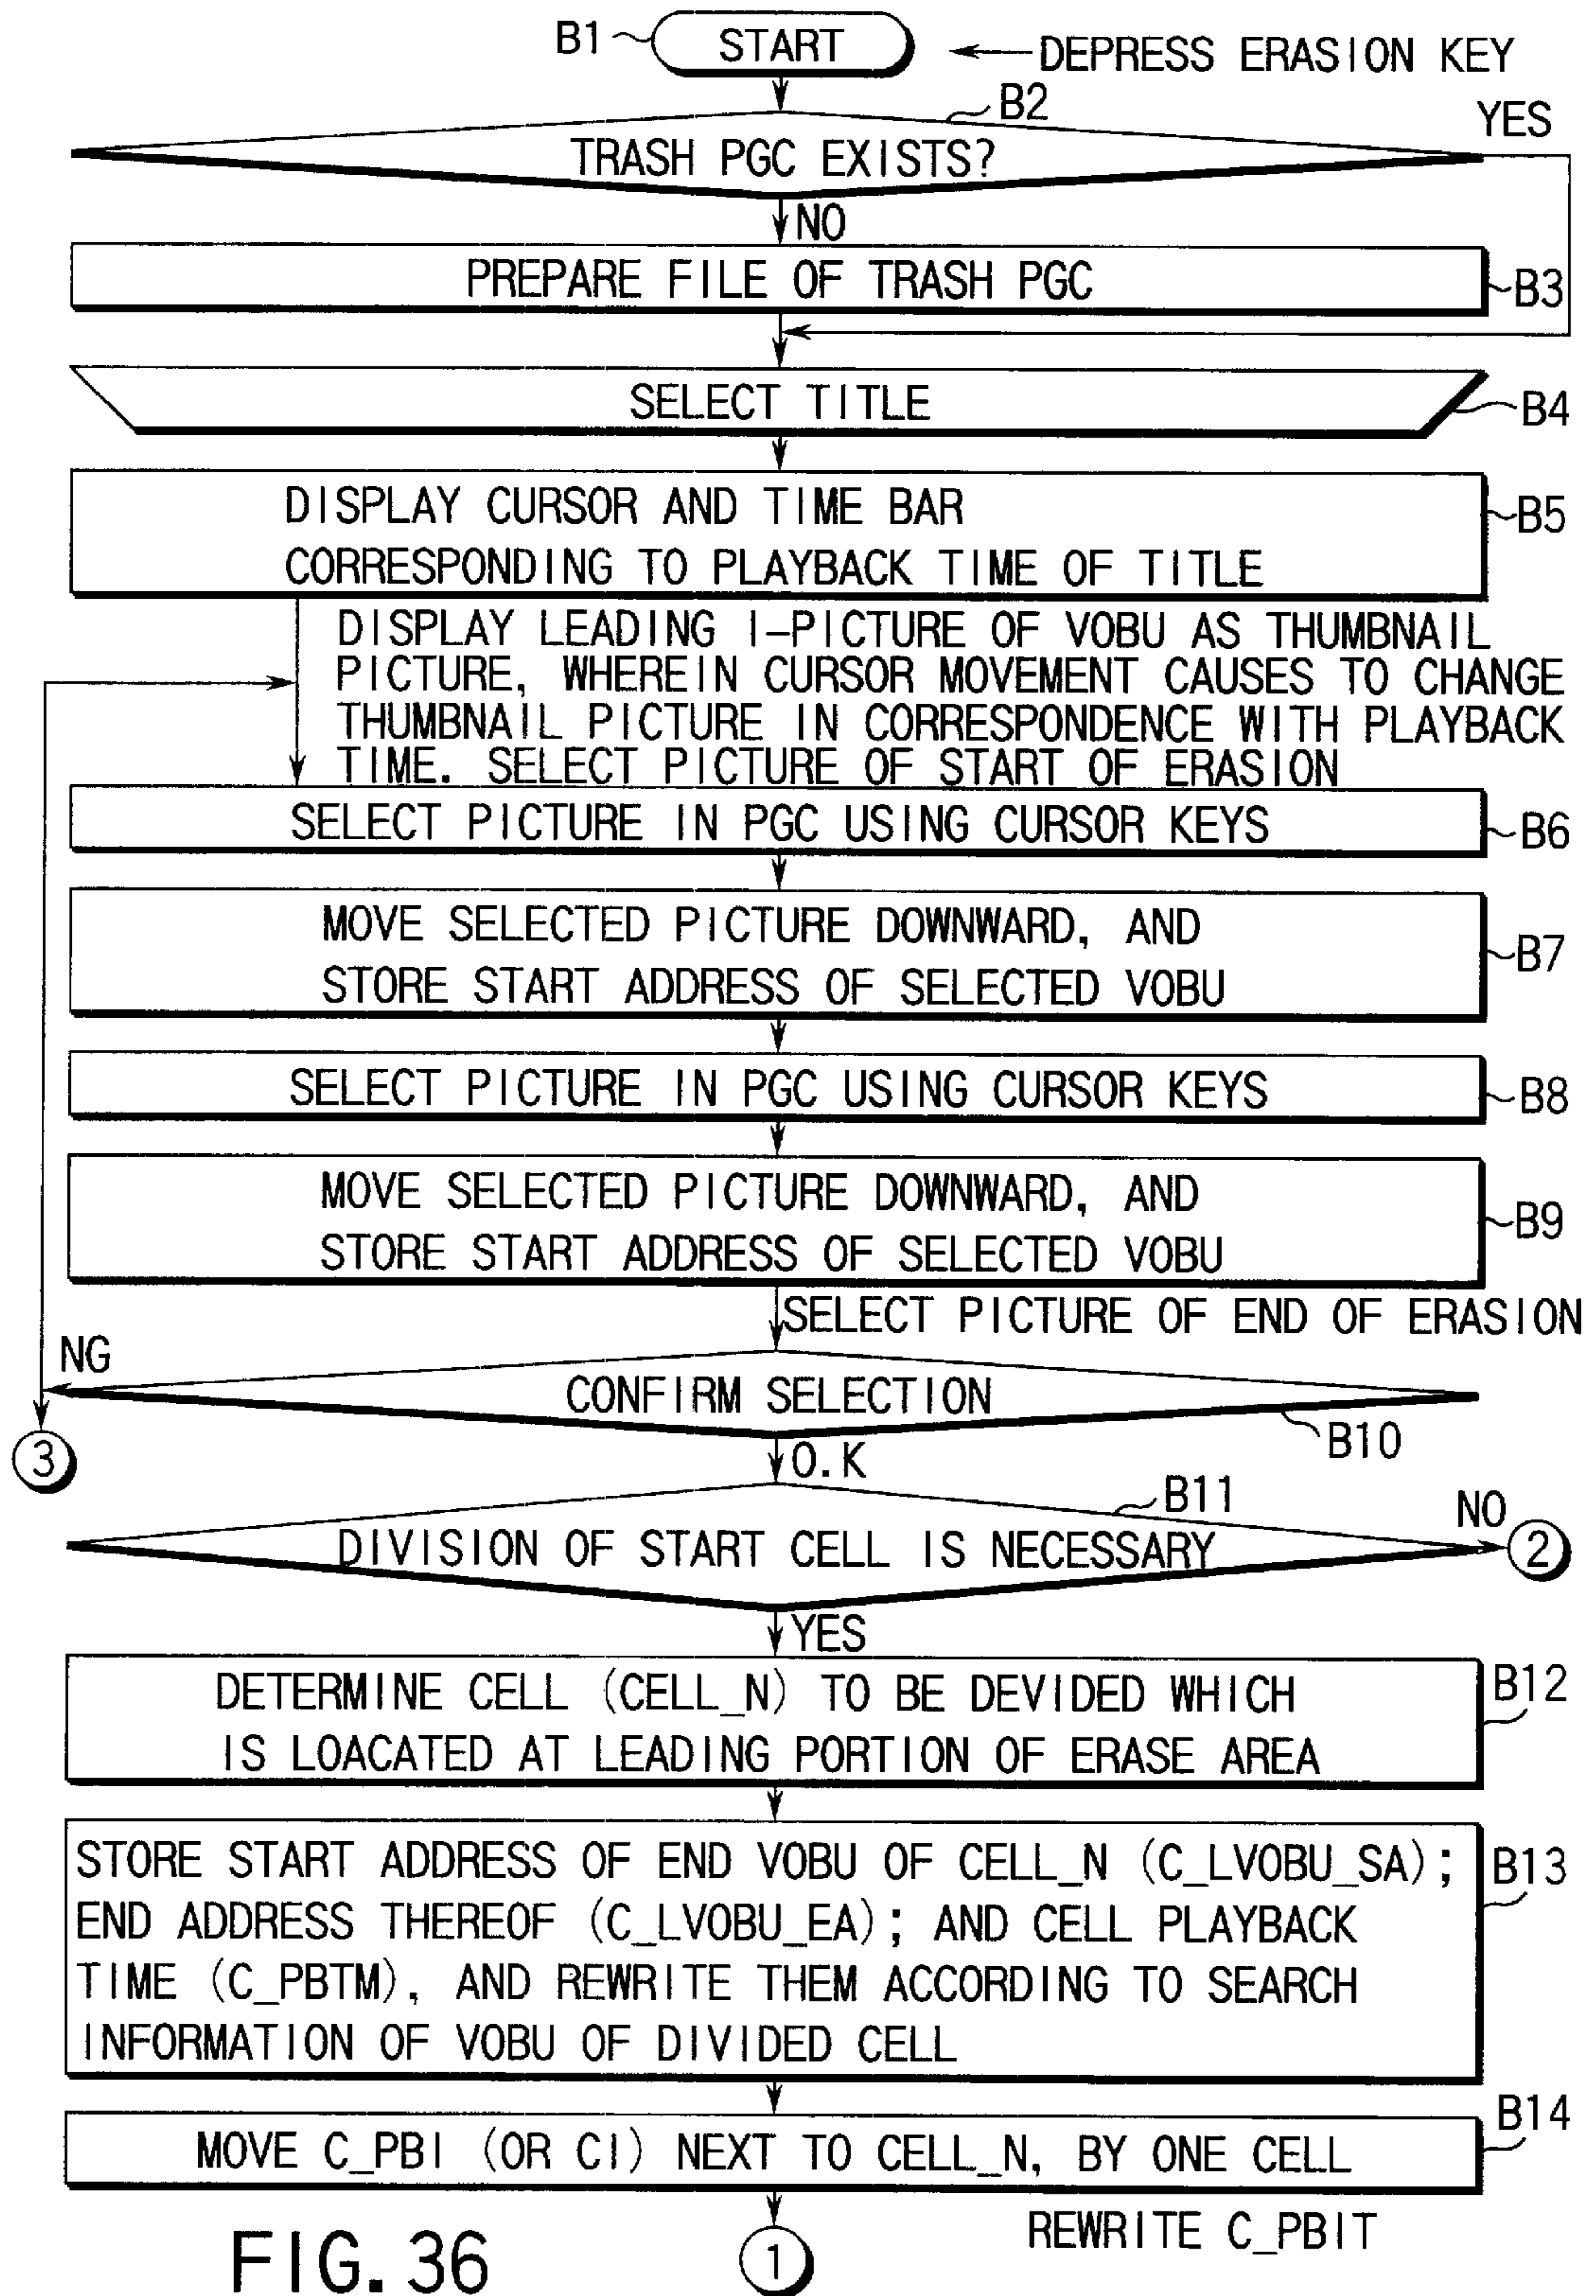 B1
START
DEPRESS ERASION KEY
B2
YES
TRASH PGC EXISTS?
NO
PREPARE FILE OF TRASH PGC
B3
SELECT TITLE
B4
DISPLAY CURSOR AND TIME BAR
CORRESPONDING TO PLAYBACK TIME OF TITLE
B5
DISPLAY LEADING I-PICTURE OF VOBU AS THUMBNAIL
PICTURE, WHEREIN CURSOR MOVEMENT CAUSES TO CHANGE
THUMBNAIL PICTURE IN CORRESPONDENCE WITH PLAYBACK
TIME. SELECT PICTURE OF START OF ERASION
SELECT PICTURE IN PGC USING CURSOR KEYS
B6
MOVE SELECTED PICTURE DOWNWARD, AND
STORE START ADDRESS OF SELECTED VOBU
B7
SELECT PICTURE IN PGC USING CURSOR KEYS
B8
MOVE SELECTED PICTURE DOWNWARD, AND
STORE START ADDRESS OF SELECTED VOBU
B9
SELECT PICTURE OF END OF ERASION
NG
CONFIRM SELECTION
B10
3
O.K
B11
NO
DIVISION OF START CELL IS NECESSARY
2
YES
DETERMINE CELL (CELL_N) TO BE DEVIDED WHICH
IS LOACATED AT LEADING PORTION OF ERASE AREA
B12
STORE START ADDRESS OF END VOBU OF CELL_N (C_LVOBU_SA);
END ADDRESS THEREOF (C_LVOBU_EA); AND CELL PLAYBACK
TIME (C_PBTM), AND REWRITE THEM ACCORDING TO SEARCH
INFORMATION OF VOBU OF DIVIDED CELL
B13
MOVE C_PBI (OR CI) NEXT TO CELL_N, BY ONE CELL
B14
REWRITE C_PBIT
1
FIG. 36